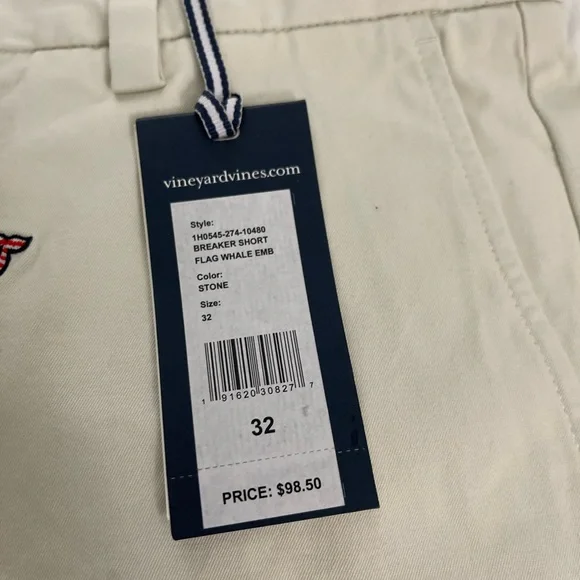 vineyardvines.com
Style:
1H0545-274-10480
BREAKER SHORT
FLAG WHALE EMB
Color:
STONE
Size:
32
1 91620 30827 7
32
PRICE: $98.50